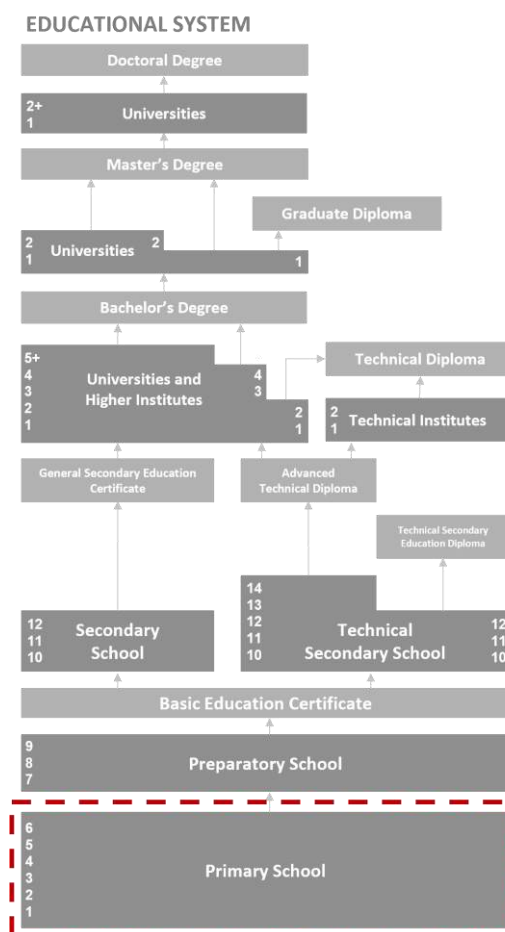 EDUCATIONAL SYSTEM
Doctoral Degree
2+
1
Universities
Master's Degree
Graduate Diploma
2
1
Universities
2
1
Bachelor's Degree
5+
4
3
2
1
Universities and
Higher Institutes
4
3
2
1
Technical Diploma
2
1
Technical Institutes
General Secondary Education
Certificate
Advanced
Technical Diploma
Technical Secondary
Education Diploma
12
11
10
Secondary
School
14
13
12
11
10
Technical
Secondary School
12
11
10
Basic Education Certificate
9
8
7
Preparatory School
6
5
4
3
2
1
Primary School